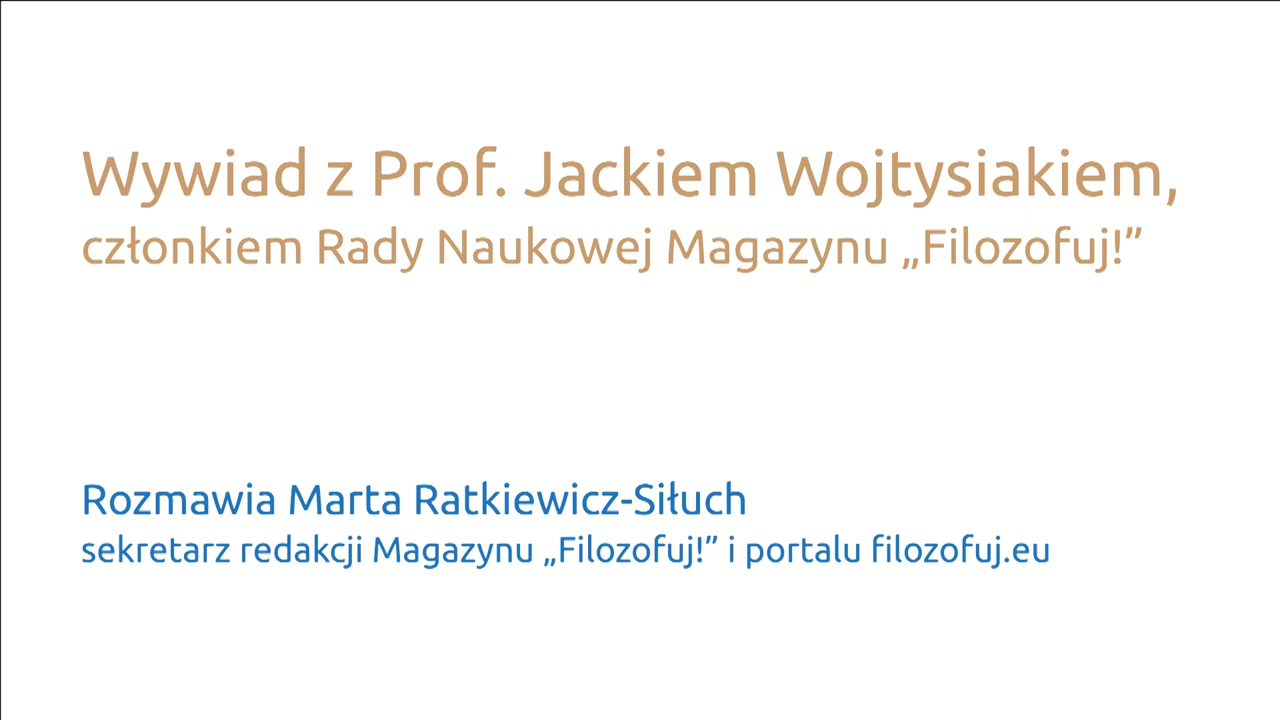 Wywiad z Prof. Jackiem Wojtysiakiem,
członkiem Rady Naukowej Magazynu „Filozofuj!”
Rozmawia Marta Ratkiewicz-Siłuch
sekretarz redakcji Magazynu „Filozofuj!” i portalu filozofuj.eu